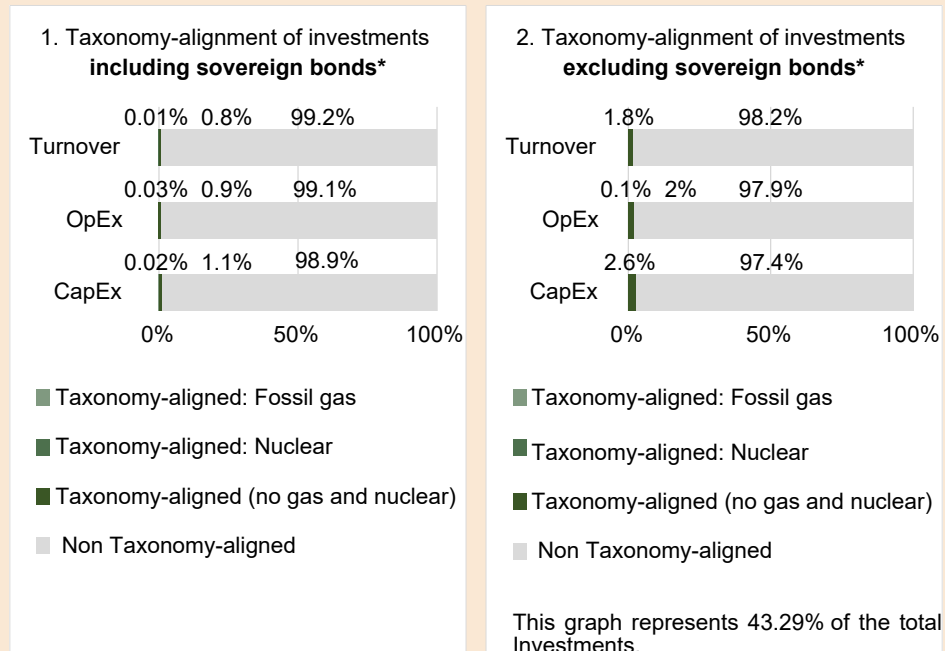 1. Taxonomy-alignment of investments
including sovereign bonds*
0.01% 0.8% 99.2%
Turnover
0.03% 0.9% 99.1%
OpEx
0.02% 1.1% 98.9%
CapEx
0% 50% 100%
Taxonomy-aligned: Fossil gas
Taxonomy-aligned: Nuclear
Taxonomy-aligned (no gas and nuclear)
Non Taxonomy-aligned
2. Taxonomy-alignment of investments
excluding sovereign bonds*
1.8% 98.2%
Turnover
0.1% 2% 97.9%
OpEx
2.6% 97.4%
CapEx
0% 50% 100%
Taxonomy-aligned: Fossil gas
Taxonomy-aligned: Nuclear
Taxonomy-aligned (no gas and nuclear)
Non Taxonomy-aligned
This graph represents 43.29% of the total
Investments.